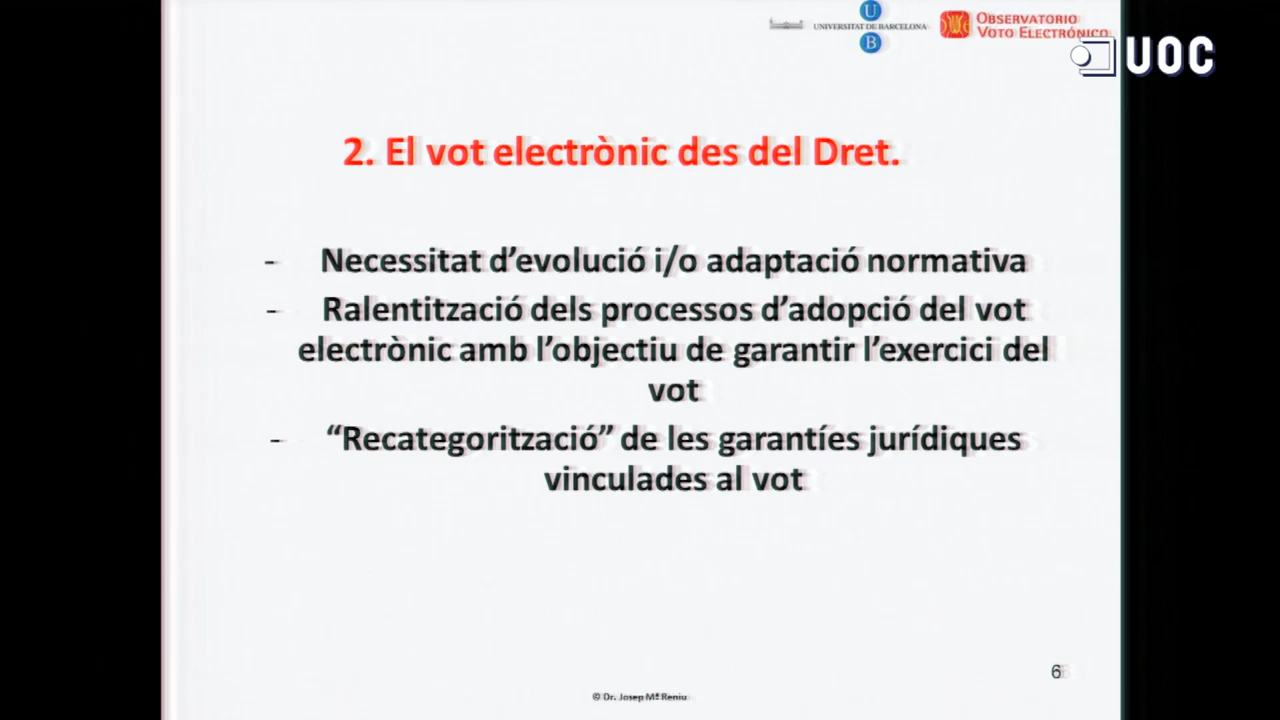 UNIVERSITAT DE BARCELONA
U
B
OBSERVATORIO
VOTO ELECTRÓNICO
UOC
2. El vot electrònic des del Dret.
- Necessitat d’evolució i/o adaptació normativa
- Ralentització dels processos d’adopció del vot
electrònic amb l’objectiu de garantir l’exercici del
vot
- “Recategorització” de les garantíes jurídiques
vinculades al vot
6
© Dr. Josep Mª Reniu